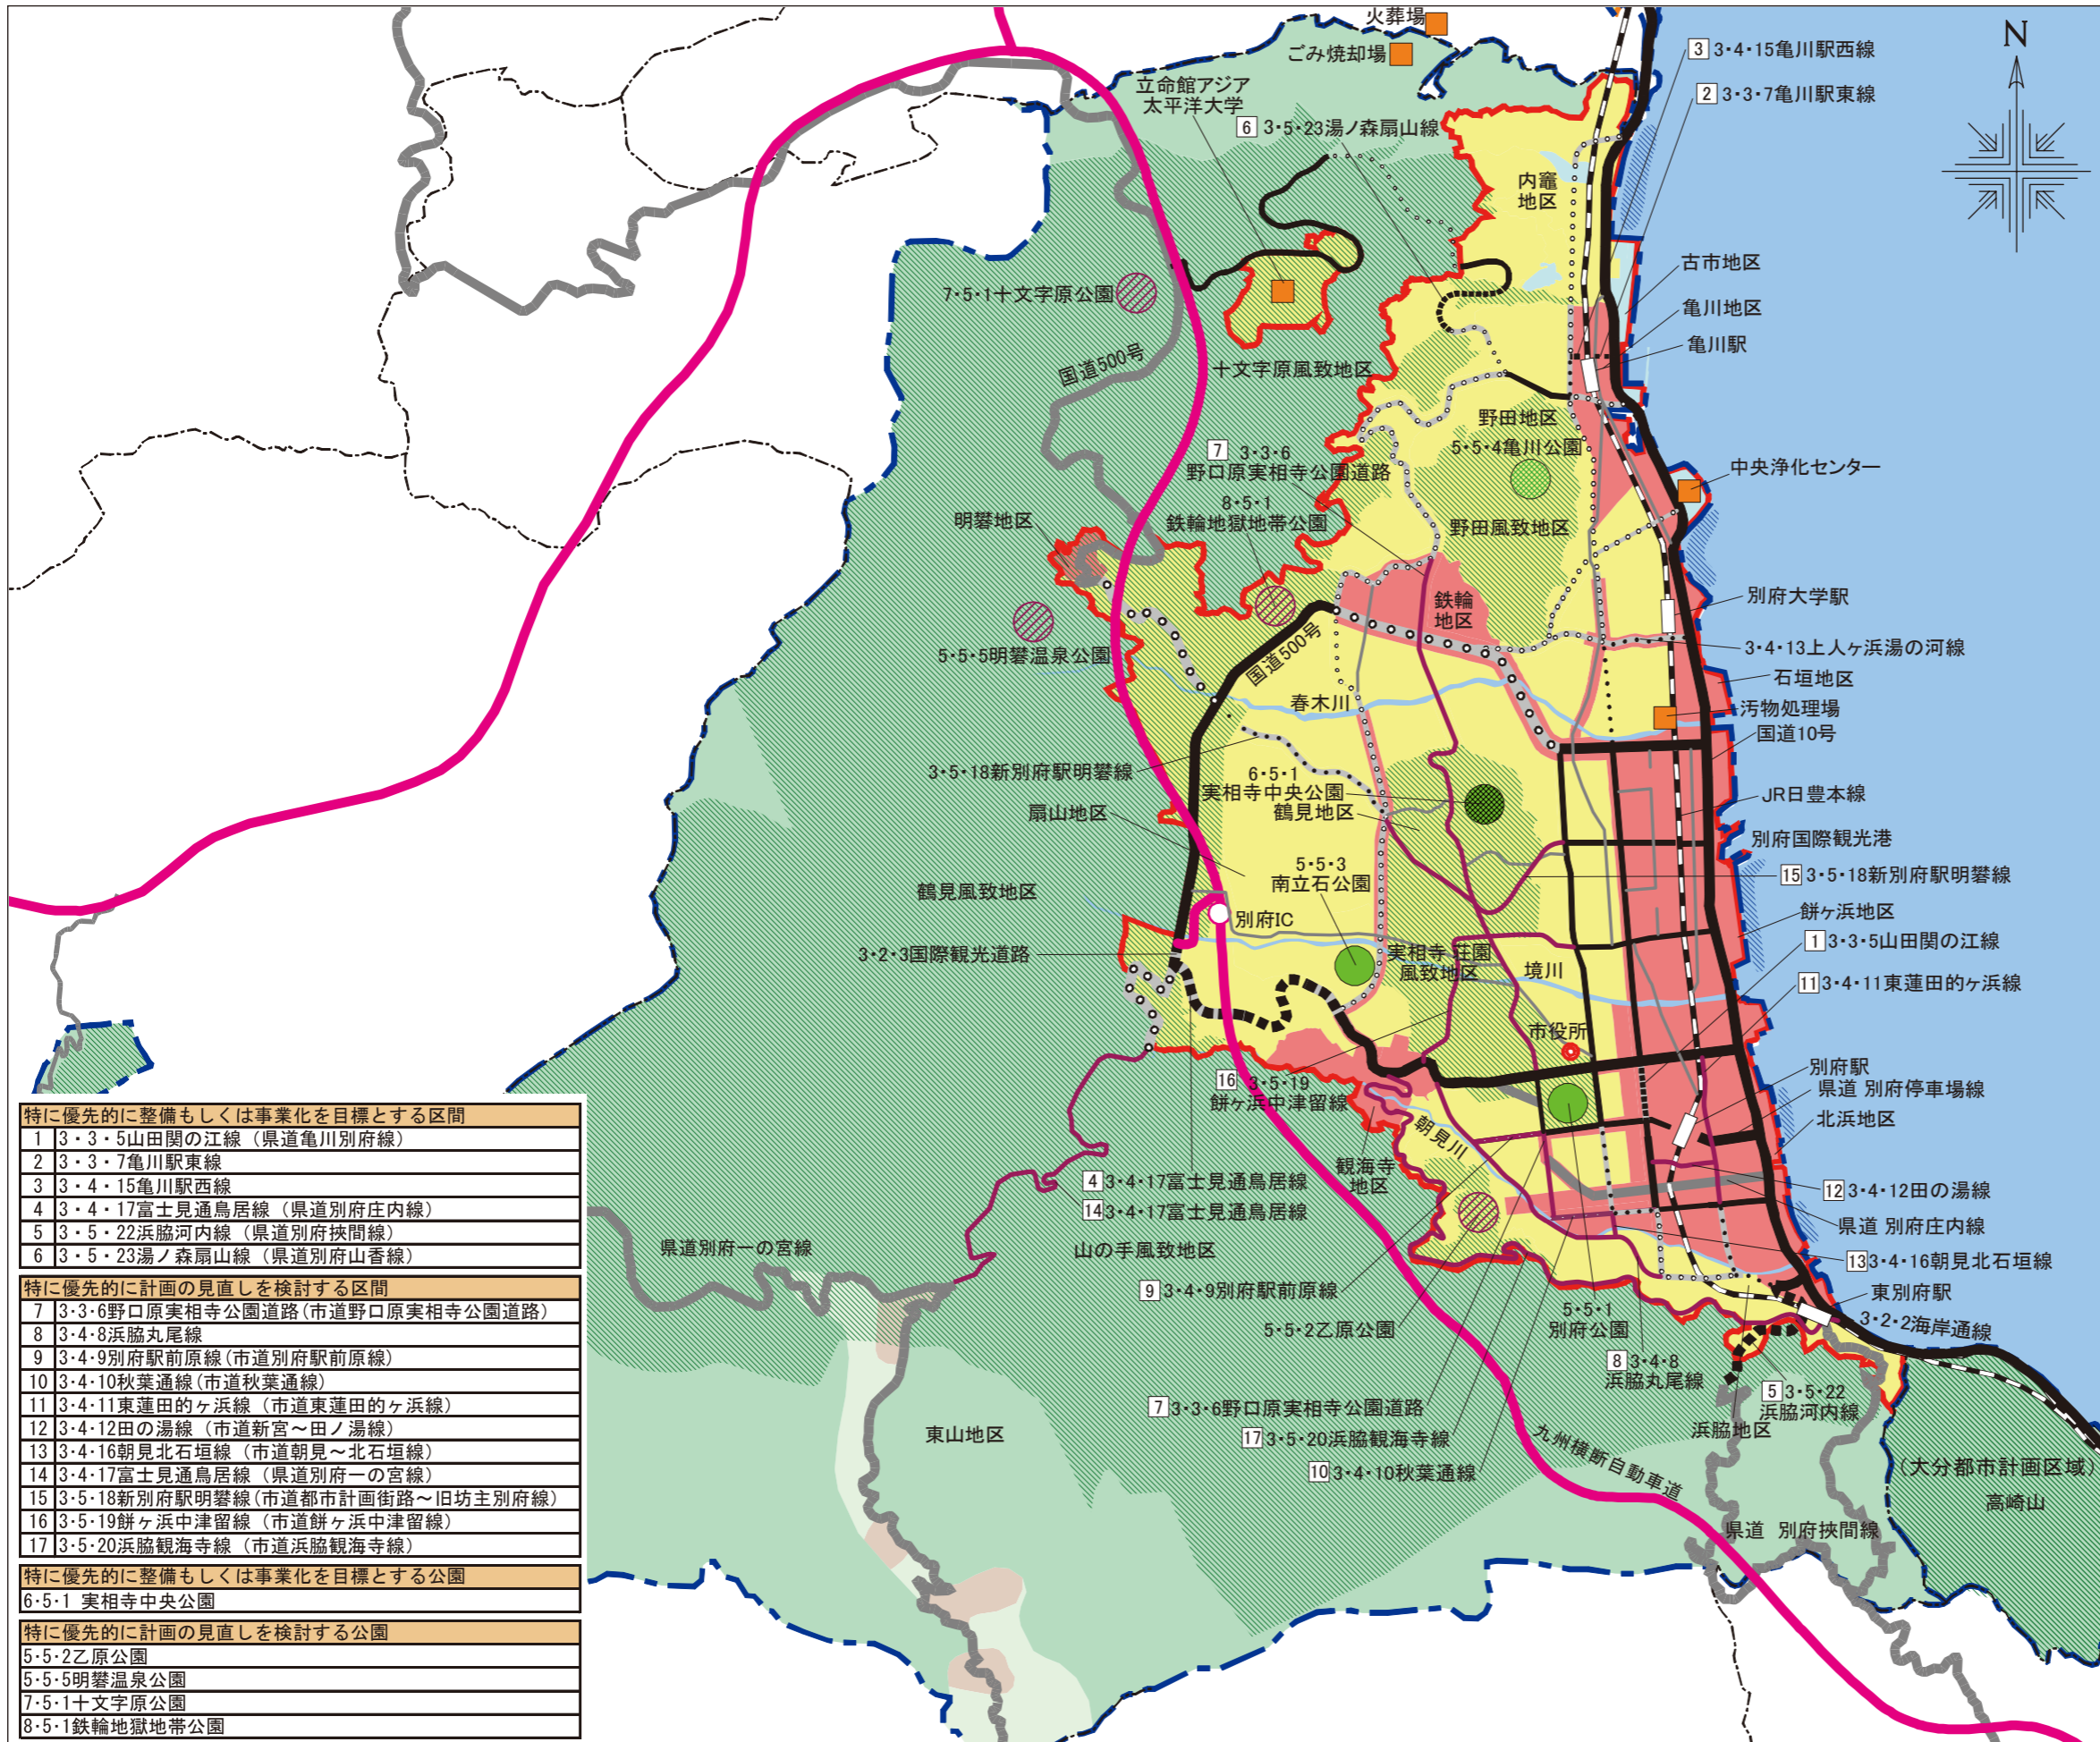 火葬場
ごみ焼却場
N
3 3・4・15亀川駅西線
2 3・3・7亀川駅東線
立命館アジア
太平洋大学
6 3・5・23湯ノ森扇山線
内竈
地区
古市地区
亀川地区
亀川駅
7・5・1十文字原公園
国道500号
十文字原風致地区
野田地区
5・5・4亀川公園
7 3・3・6
野口原実相寺公園道路
中央浄化センター
8・5・1
鉄輪地獄地帯公園
明礬地区
野田風致地区
鉄輪
地区
別府大学駅
5・5・5明礬温泉公園
国道500号
3・4・13上人ヶ浜湯の河線
石垣地区
春木川
汚物処理場
国道10号
3・5・18新別府駅明礬線
6・5・1
実相寺中央公園
鶴見地区
JR日豊本線
扇山地区
別府国際観光港
5・5・3
南立石公園
15 3・5・18新別府駅明礬線
鶴見風致地区
別府IC
餅ヶ浜地区
3・2・3国際観光道路
実相寺荘園
風致地区
境川
1 3・3・5山田関の江線
11 3・4・11東蓮田的ヶ浜線
市役所
別府駅
県道 別府停車場線
北浜地区
16 3・5・19
餅ヶ浜中津留線
朝見川
観海寺
地区
4 3・4・17富士見通鳥居線
14 3・4・17富士見通鳥居線
12 3・4・12田の湯線
県道 別府庄内線
県道別府一の宮線
山の手風致地区
13 3・4・16朝見北石垣線
9 3・4・9別府駅前原線
東別府駅
5・5・2乙原公園
5・5・1
別府公園
3・2・2海岸通線
8 3・4・8
浜脇丸尾線
5 3・5・22
浜脇河内線
7 3・3・6野口原実相寺公園道路
浜脇地区
17 3・5・20浜脇観海寺線
10 3・4・10秋葉通線
東山地区
九州横断自動車道
(大分都市計画区域)
高崎山
県道 別府挾間線
特に優先的に整備もしくは事業化を目標とする区間
1 3・3・5山田関の江線（県道亀川別府線）
2 3・3・7亀川駅東線
3 3・4・15亀川駅西線
4 3・4・17富士見通鳥居線（県道別府庄内線）
5 3・5・22浜脇河内線（県道別府挾間線）
6 3・5・23湯ノ森扇山線（県道別府山香線）
特に優先的に計画の見直しを検討する区間
7 3・3・6野口原実相寺公園道路(市道野口原実相寺公園道路)
8 3・4・8浜脇丸尾線
9 3・4・9別府駅前原線(市道別府駅前原線)
10 3・4・10秋葉通線(市道秋葉通線)
11 3・4・11東蓮田的ヶ浜線（市道東蓮田的ヶ浜線）
12 3・4・12田の湯線（市道新宮～田ノ湯線）
13 3・4・16朝見北石垣線（市道朝見～北石垣線）
14 3・4・17富士見通鳥居線（県道別府一の宮線）
15 3・5・18新別府駅明礬線(市道都市計画街路～旧坊主別府線)
16 3・5・19餅ヶ浜中津留線（市道餅ヶ浜中津留線）
17 3・5・20浜脇観海寺線（市道浜脇観海寺線）
特に優先的に整備もしくは事業化を目標とする公園
6・5・1 実相寺中央公園
特に優先的に計画の見直しを検討する公園
5・5・2乙原公園
5・5・5明礬温泉公園
7・5・1十文字原公園
8・5・1鉄輪地獄地帯公園